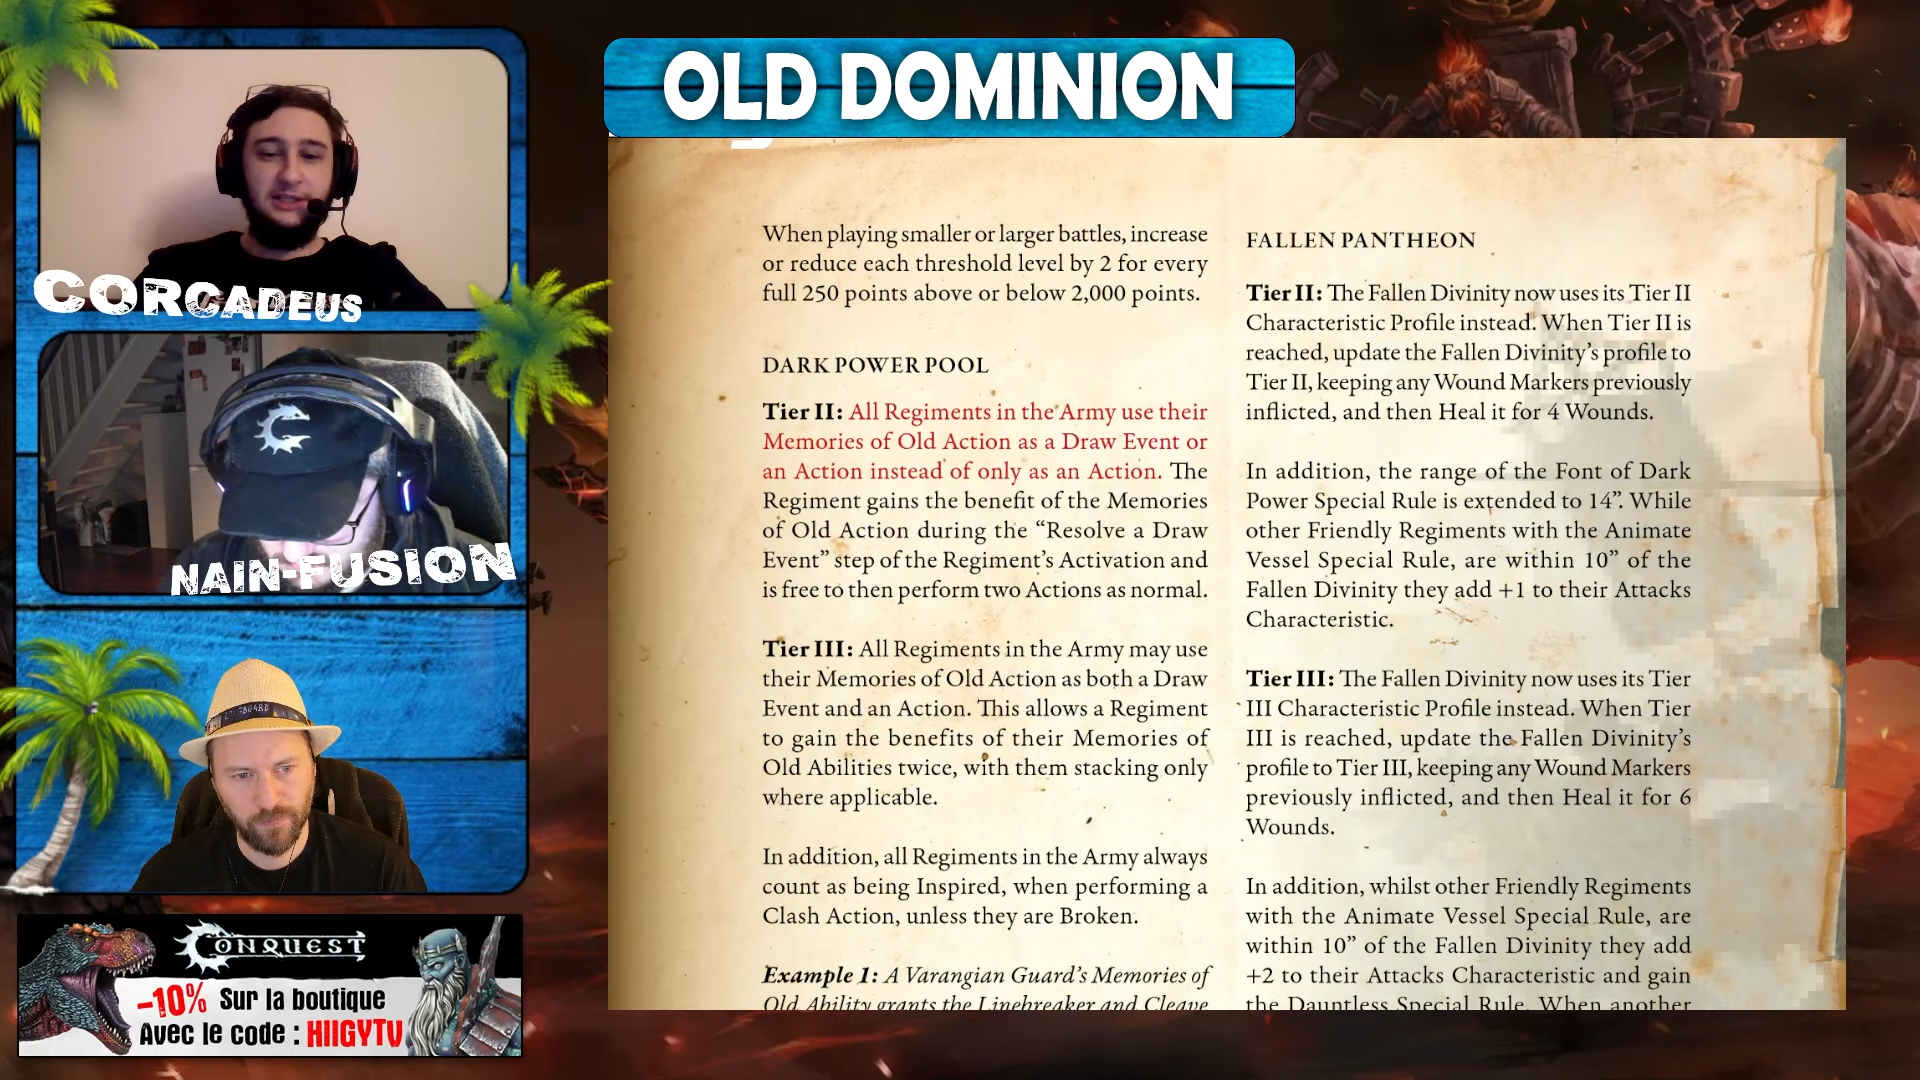 OLD DOMINION
CORCADEUS
NAIN-FUSION
LONGBOARD
CONQUEST
-10% Sur la boutique
Avec le code : HIIGYTV
When playing smaller or larger battles, increase
or reduce each threshold level by 2 for every
full 250 points above or below 2,000 points.
DARK POWER POOL
Tier II: All Regiments in the Army use their
Memories of Old Action as a Draw Event or
an Action instead of only as an Action. The
Regiment gains the benefit of the Memories
of Old Action during the “Resolve a Draw
Event” step of the Regiment’s Activation and
is free to then perform two Actions as normal.
Tier III: All Regiments in the Army may use
their Memories of Old Action as both a Draw
Event and an Action. This allows a Regiment
to gain the benefits of their Memories of
Old Abilities twice, with them stacking only
where applicable.
In addition, all Regiments in the Army always
count as being Inspired, when performing a
Clash Action, unless they are Broken.
Example 1: A Varangian Guard’s Memories of
Old Ability grants the Linebreaker and Cleave
FALLEN PANTHEON
Tier II: The Fallen Divinity now uses its Tier II
Characteristic Profile instead. When Tier II is
reached, update the Fallen Divinity’s profile to
Tier II, keeping any Wound Markers previously
inflicted, and then Heal it for 4 Wounds.
In addition, the range of the Font of Dark
Power Special Rule is extended to 14”. While
other Friendly Regiments with the Animate
Vessel Special Rule, are within 10” of the
Fallen Divinity they add +1 to their Attacks
Characteristic.
Tier III: The Fallen Divinity now uses its Tier
III Characteristic Profile instead. When Tier
III is reached, update the Fallen Divinity’s
profile to Tier III, keeping any Wound Markers
previously inflicted, and then Heal it for 6
Wounds.
In addition, whilst other Friendly Regiments
with the Animate Vessel Special Rule, are
within 10” of the Fallen Divinity they add
+2 to their Attacks Characteristic and gain
the Dauntless Special Rule. When another